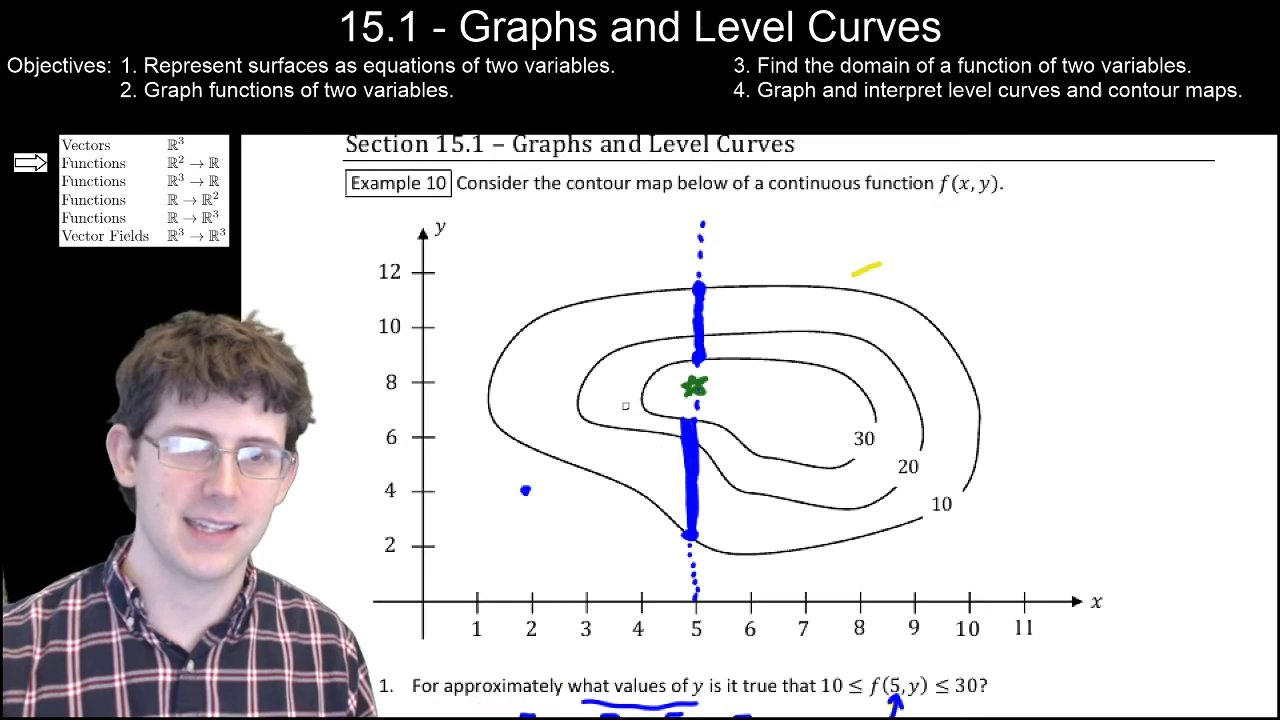 15.1 - Graphs and Level Curves
Objectives: 1. Represent surfaces as equations of two variables.
2. Graph functions of two variables.
3. Find the domain of a function of two variables.
4. Graph and interpret level curves and contour maps.
Vectors ℝ³
Functions ℝ² → ℝ
Functions ℝ³ → ℝ
Functions ℝ → ℝ²
Functions ℝ → ℝ³
Vector Fields ℝ³ → ℝ³
Section 15.1 – Graphs and Level Curves
Example 10 Consider the contour map below of a continuous function f(x, y).
y
12
10
8
6
4
2
30
20
10
1 2 3 4 5 6 7 8 9 10 11
x
1. For approximately what values of y is it true that 10 ≤ f(5, y) ≤ 30?